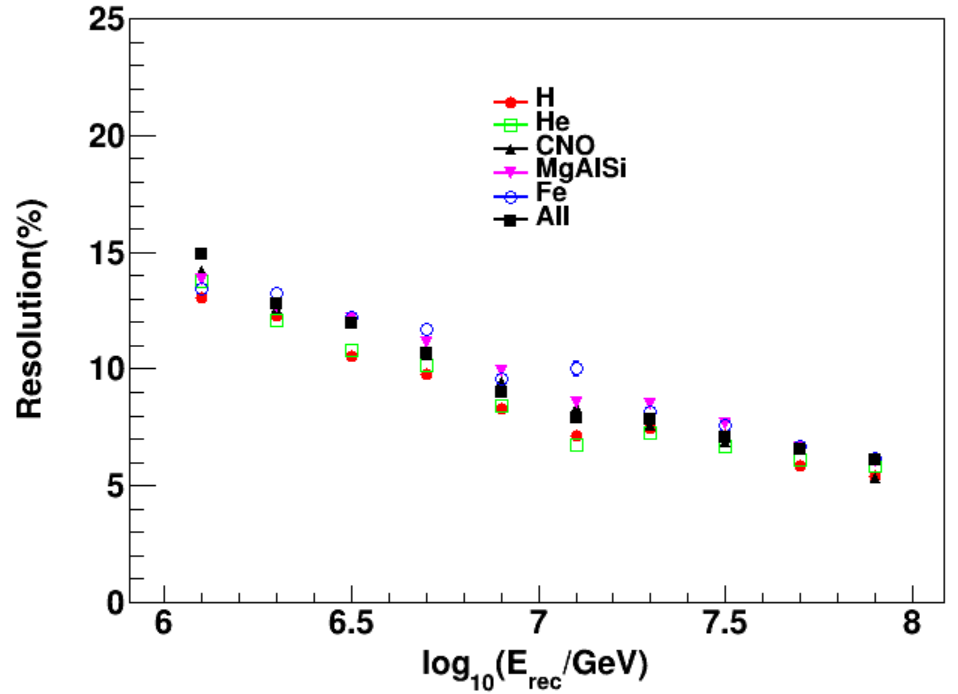 25
20
15
10
5
0
Resolution(%)
H
He
CNO
MgAlSi
Fe
All
6
6.5
7
7.5
8
log10(Erec/GeV)